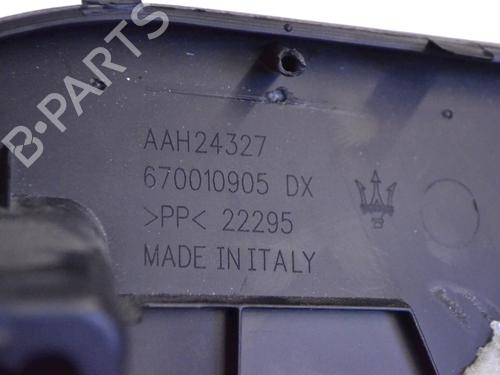 B-PARTS
AAH24327
670010905 DX
>PP< 22295
MADE IN ITALY